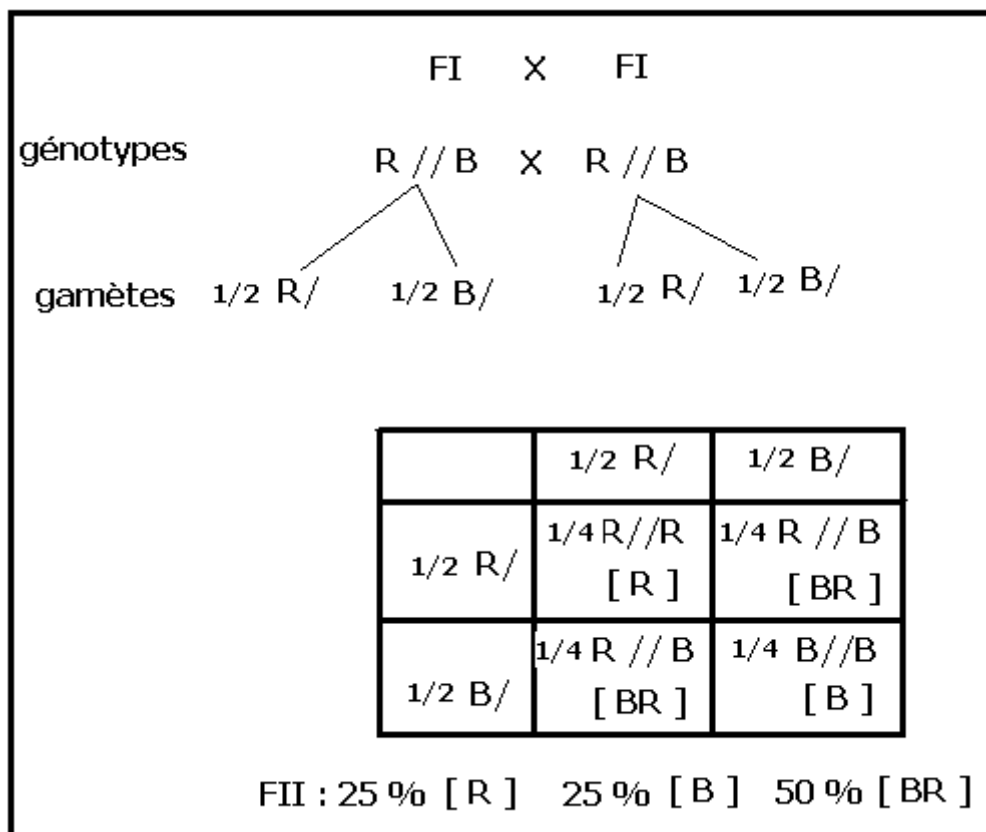 FI X FI
génotypes R // B X R // B
gamètes 1/2 R/ 1/2 B/ 1/2 R/ 1/2 B/
1/2 R/ 1/2 B/
1/2 R/ 1/4 R//R 1/4 R // B
[ R ] [ BR ]
1/4 R // B 1/4 B//B
1/2 B/ [ BR ] [ B ]
FII : 25 % [ R ] 25 % [ B ] 50 % [ BR ]